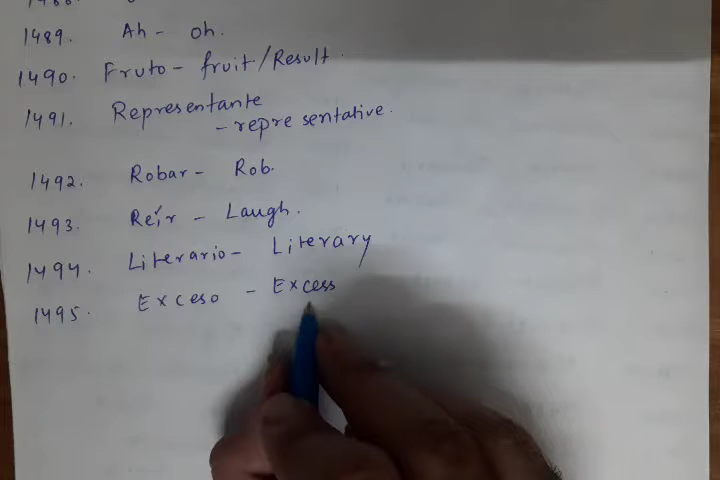 1489. Ah - oh.
1490. Fruto - fruit/Result.
1491. Representante
- representative.
1492. Robar - Rob.
1493. Reír - Laugh.
1494. Literario - Literary
1495. Exceso - Excess